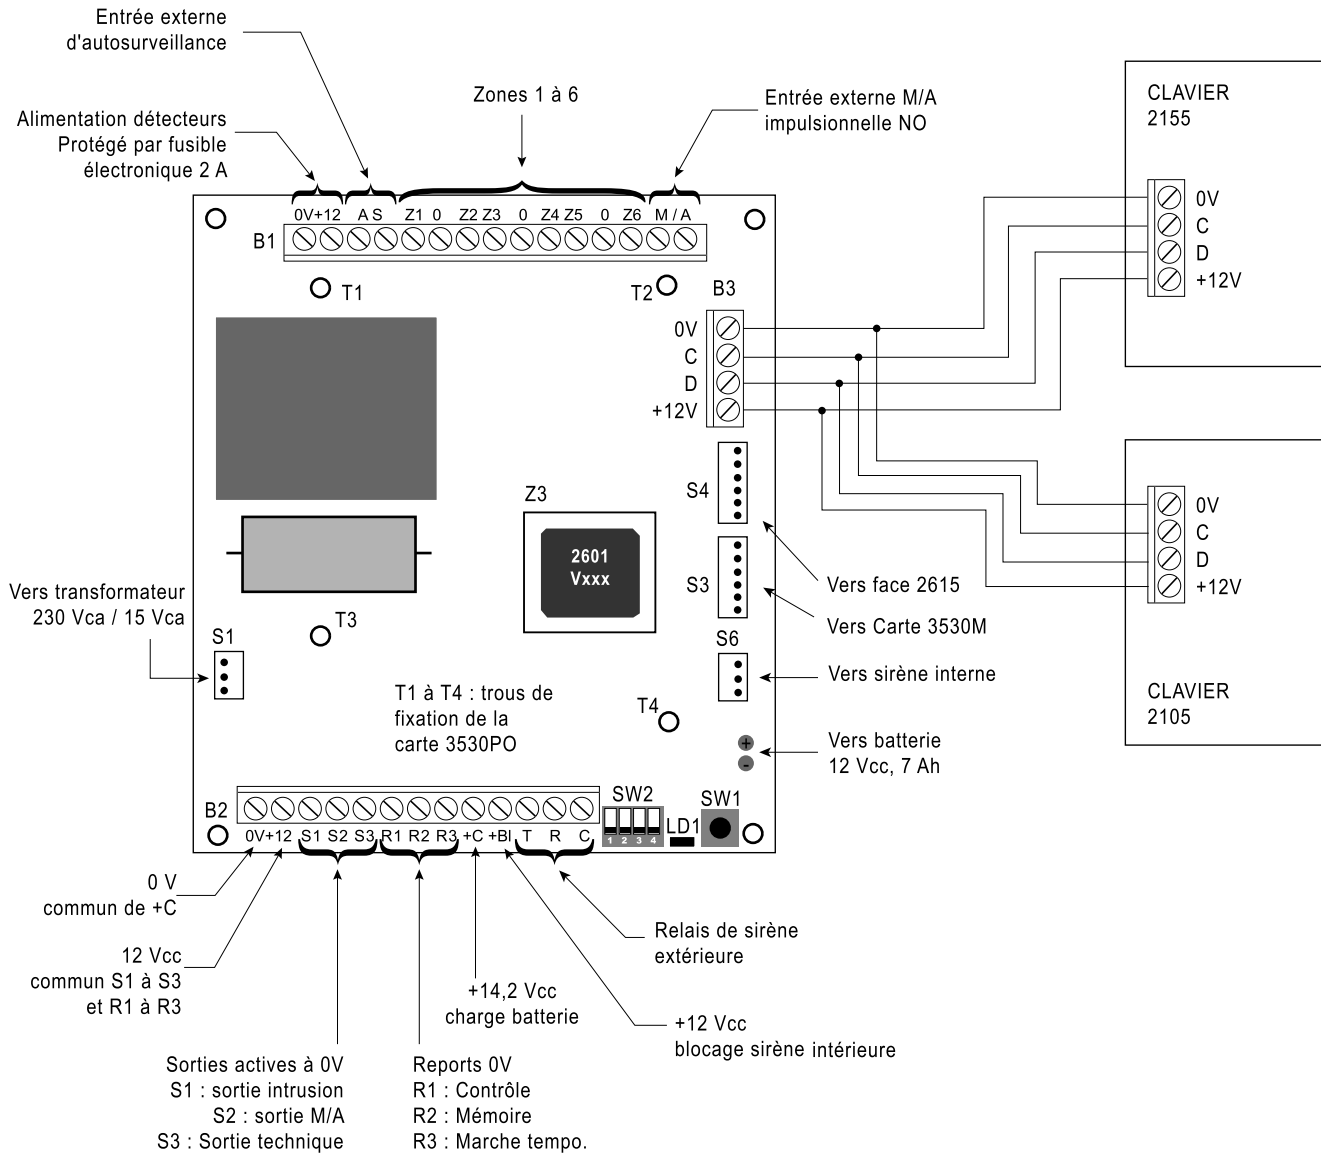 Entrée externe
d'autosurveillance
Alimentation détecteurs
Protégé par fusible
électronique 2 A
Zones 1 à 6
Entrée externe M/A
impulsionnelle NO
CLAVIER
2155
0V
C
D
+12V
0V+12 A S Z1 0 Z2 Z3 0 Z4 Z5 0 Z6 M / A
B1
T1
T2
B3
0V
C
D
+12V
S4
Z3
2601
Vxxx
S3
Vers face 2615
Vers Carte 3530M
S6
Vers sirène interne
Vers transformateur
230 Vca / 15 Vca
S1
T3
T1 à T4 : trous de
fixation de la
carte 3530PO
T4
+
-
Vers batterie
12 Vcc, 7 Ah
0V
C
D
+12V
CLAVIER
2105
B2
SW2
1 2 3 4
LD1
SW1
0V+12 S1 S2 S3 R1 R2 R3 +C +Bl T R C
0 V
commun de +C
12 Vcc
commun S1 à S3
et R1 à R3
+14,2 Vcc
charge batterie
Relais de sirène
extérieure
+12 Vcc
blocage sirène intérieure
Sorties actives à 0V
S1 : sortie intrusion
S2 : sortie M/A
S3 : Sortie technique
Reports 0V
R1 : Contrôle
R2 : Mémoire
R3 : Marche tempo.